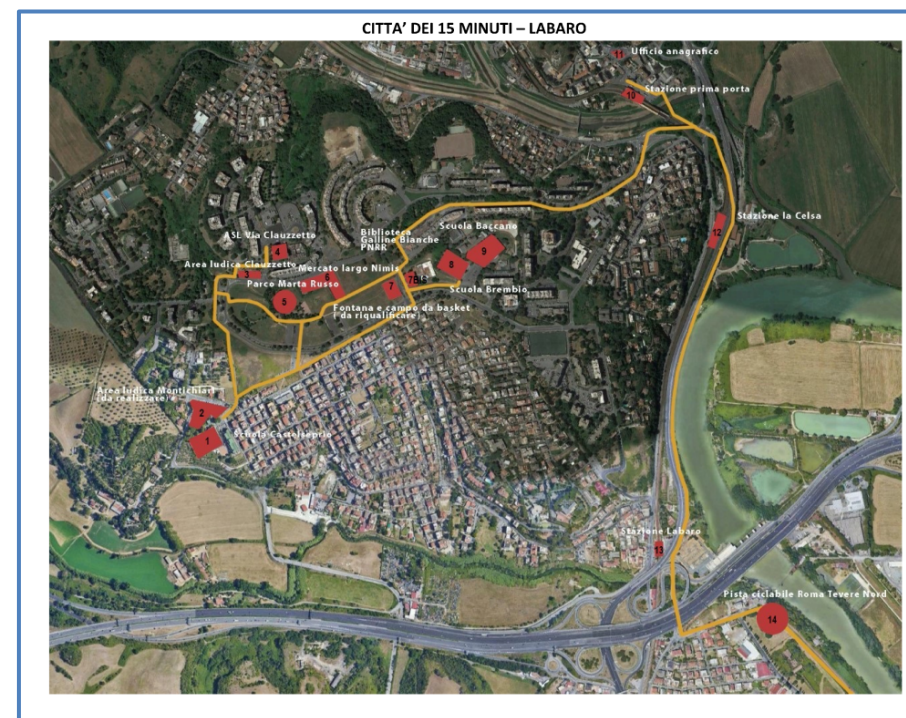 CITTA' DEI 15 MINUTI – LABARO
11
Ufficio anagrafico
10
Stazione prima porta
12
Stazione la Celsa
ASL Via Clauzzetto
4
Area ludica Clauzzetto
3
Parco Marta Russo
5
Mercato largo Nimis
6
Biblioteca
Galline Bianche
PNRR
7
Scuola Baccano
9
8
Scuola Brembio
Fontana e campo da basket
( da riqualificare)
Area ludica Montichiari
(da realizzare)
2
1
Scuola Castelseprio
Stazione Labaro
13
Pista ciclabile Roma Tevere Nord
14